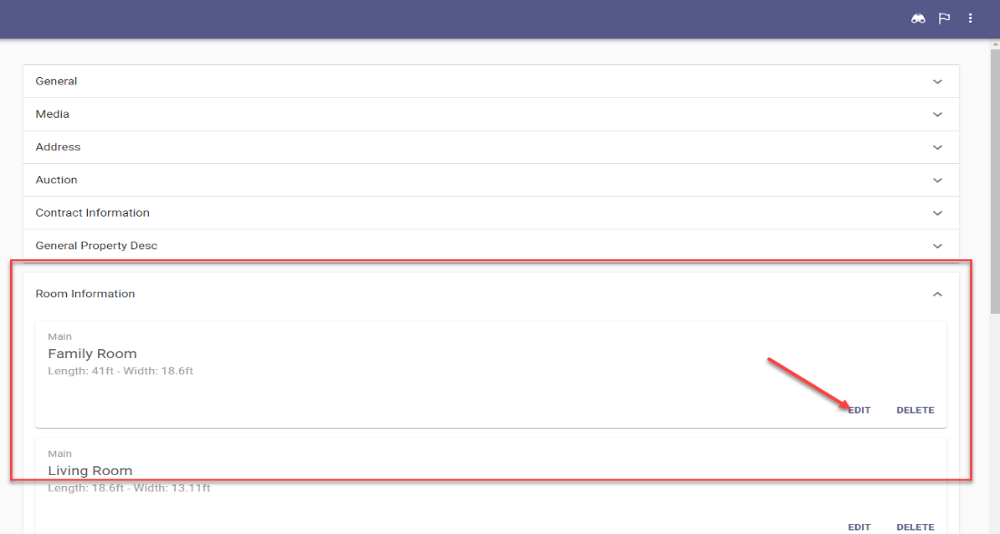 General
Media
Address
Auction
Contract Information
General Property Desc
Room Information
Main
Family Room
Length: 41ft - Width: 18.6ft
EDIT DELETE
Main
Living Room
Length: 18.6ft - Width: 13.11ft
EDIT DELETE